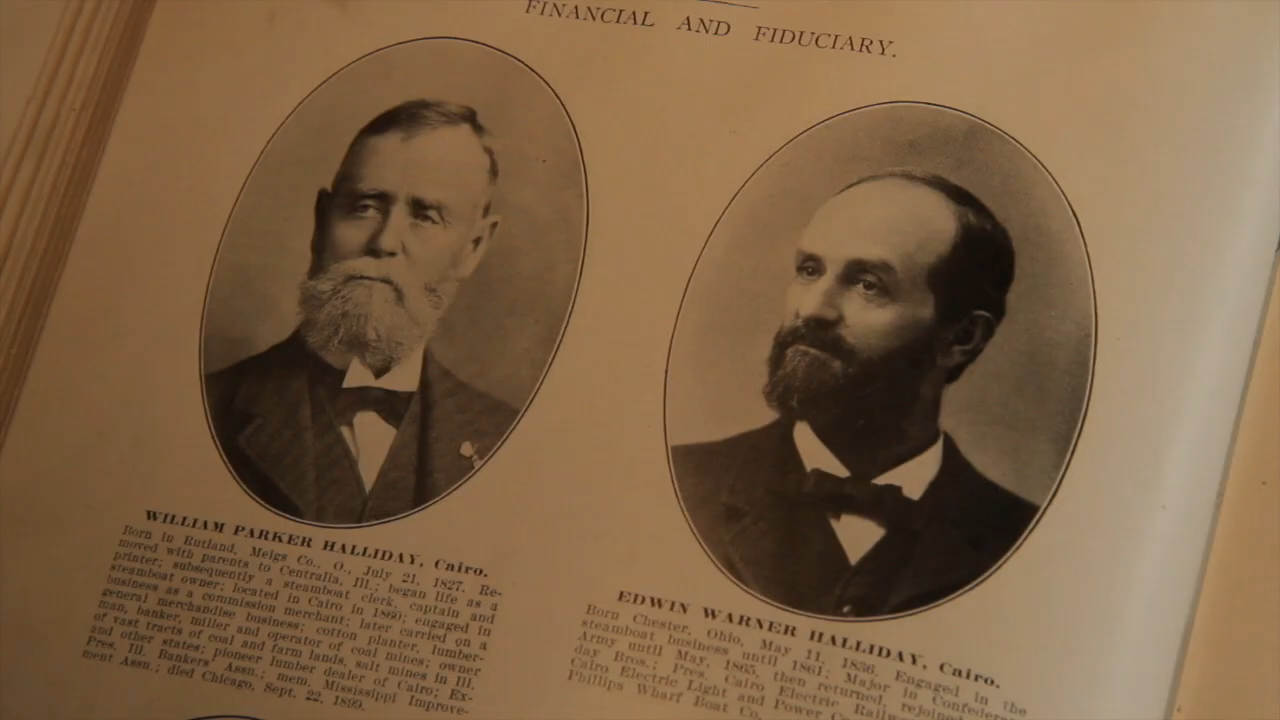 FINANCIAL AND FIDUCIARY.
WILLIAM PARKER HALLIDAY, Cairo.
Born in Rutland, Meigs Co., O., July 21, 1827. Re-
moved with parents to Centralia, Ill.; began life as a
printer; subsequently a steamboat clerk, captain and
steamboat owner; located in Cairo in 1860; engaged in
business as a commission merchant; later carried on a
general merchandise business; cotton planter, lumber-
man, banker, miller and operator of coal mines; owner
of vast tracts of coal and farm lands, salt mines in Ill.
and other states; pioneer lumber dealer of Cairo; Ex-
Pres. Ill. Bankers' Assn.; mem. Mississippi Improve-
ment Assn.; died Chicago, Sept. 22, 1899.
EDWIN WARNER HALLIDAY, Cairo.
Born Chester, Ohio, May 11, 1836. Engaged in the
steamboat business until 1861; Major in Confederate
Army until May, 1865, then returned, rejoined
day Bros.; Pres. Cairo Electric Railway
Cairo Electric Light and Power Co
Phillips Wharf Boat Co.